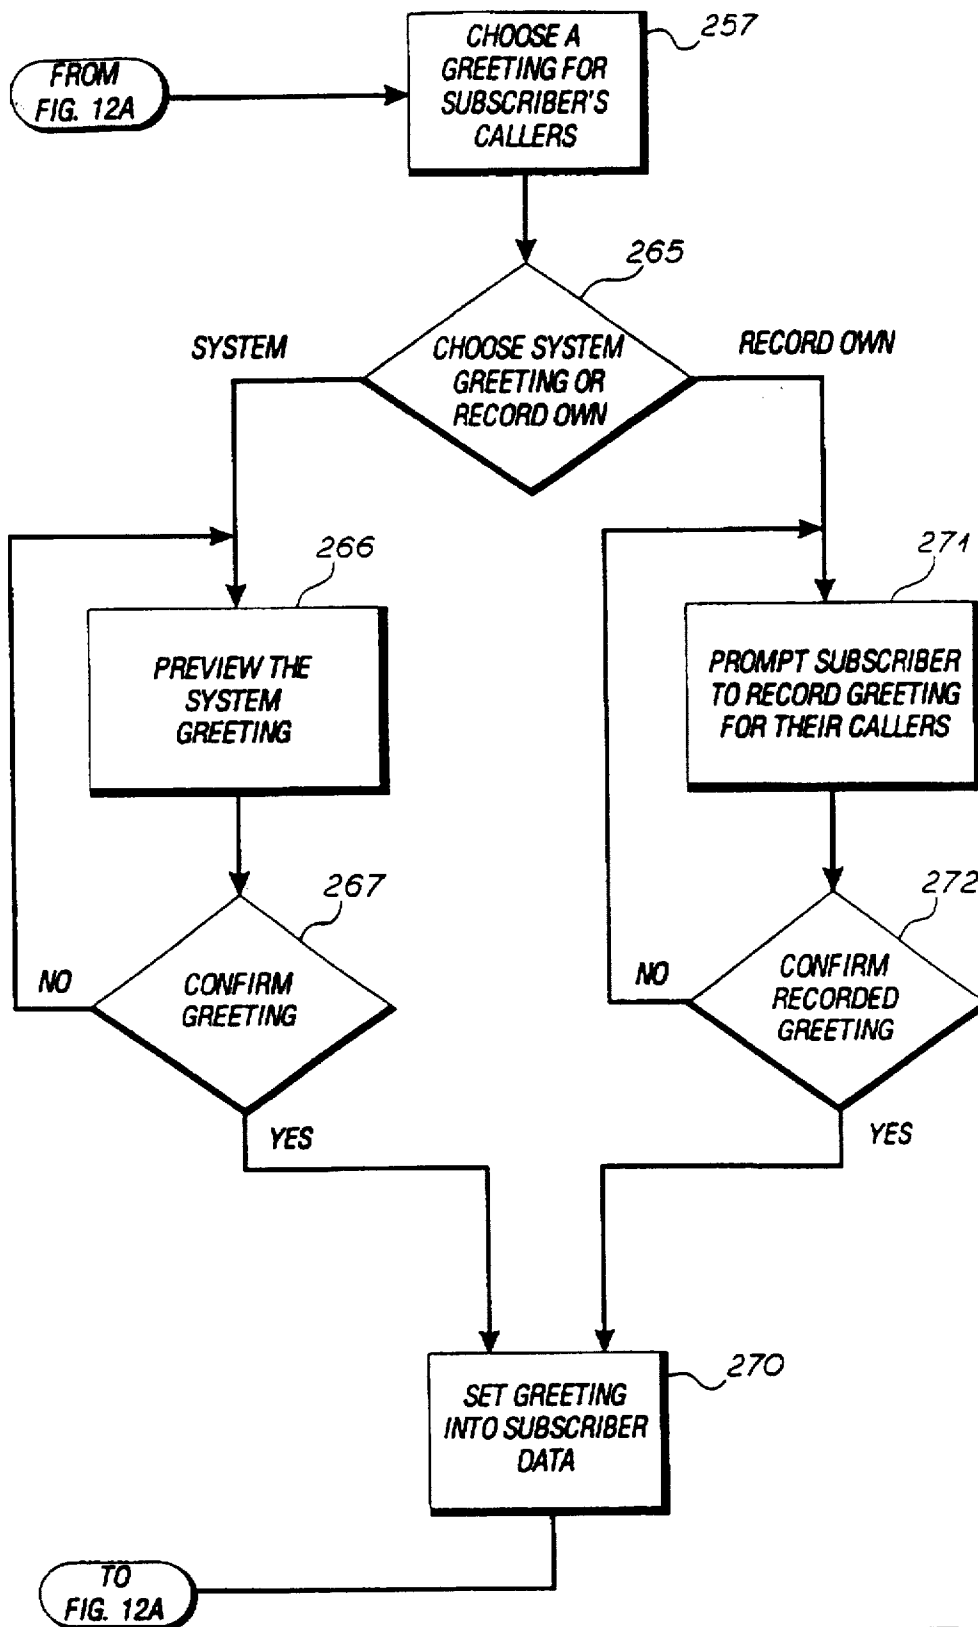 257
CHOOSE A
GREETING FOR
SUBSCRIBER'S
CALLERS
FROM
FIG. 12A
265
SYSTEM
RECORD OWN
CHOOSE SYSTEM
GREETING OR
RECORD OWN
266
271
PREVIEW THE
SYSTEM
GREETING
PROMPT SUBSCRIBER
TO RECORD GREETING
FOR THEIR CALLERS
267
272
NO
CONFIRM
GREETING
NO
CONFIRM
RECORDED
GREETING
YES
YES
270
SET GREETING
INTO SUBSCRIBER
DATA
TO
FIG. 12A